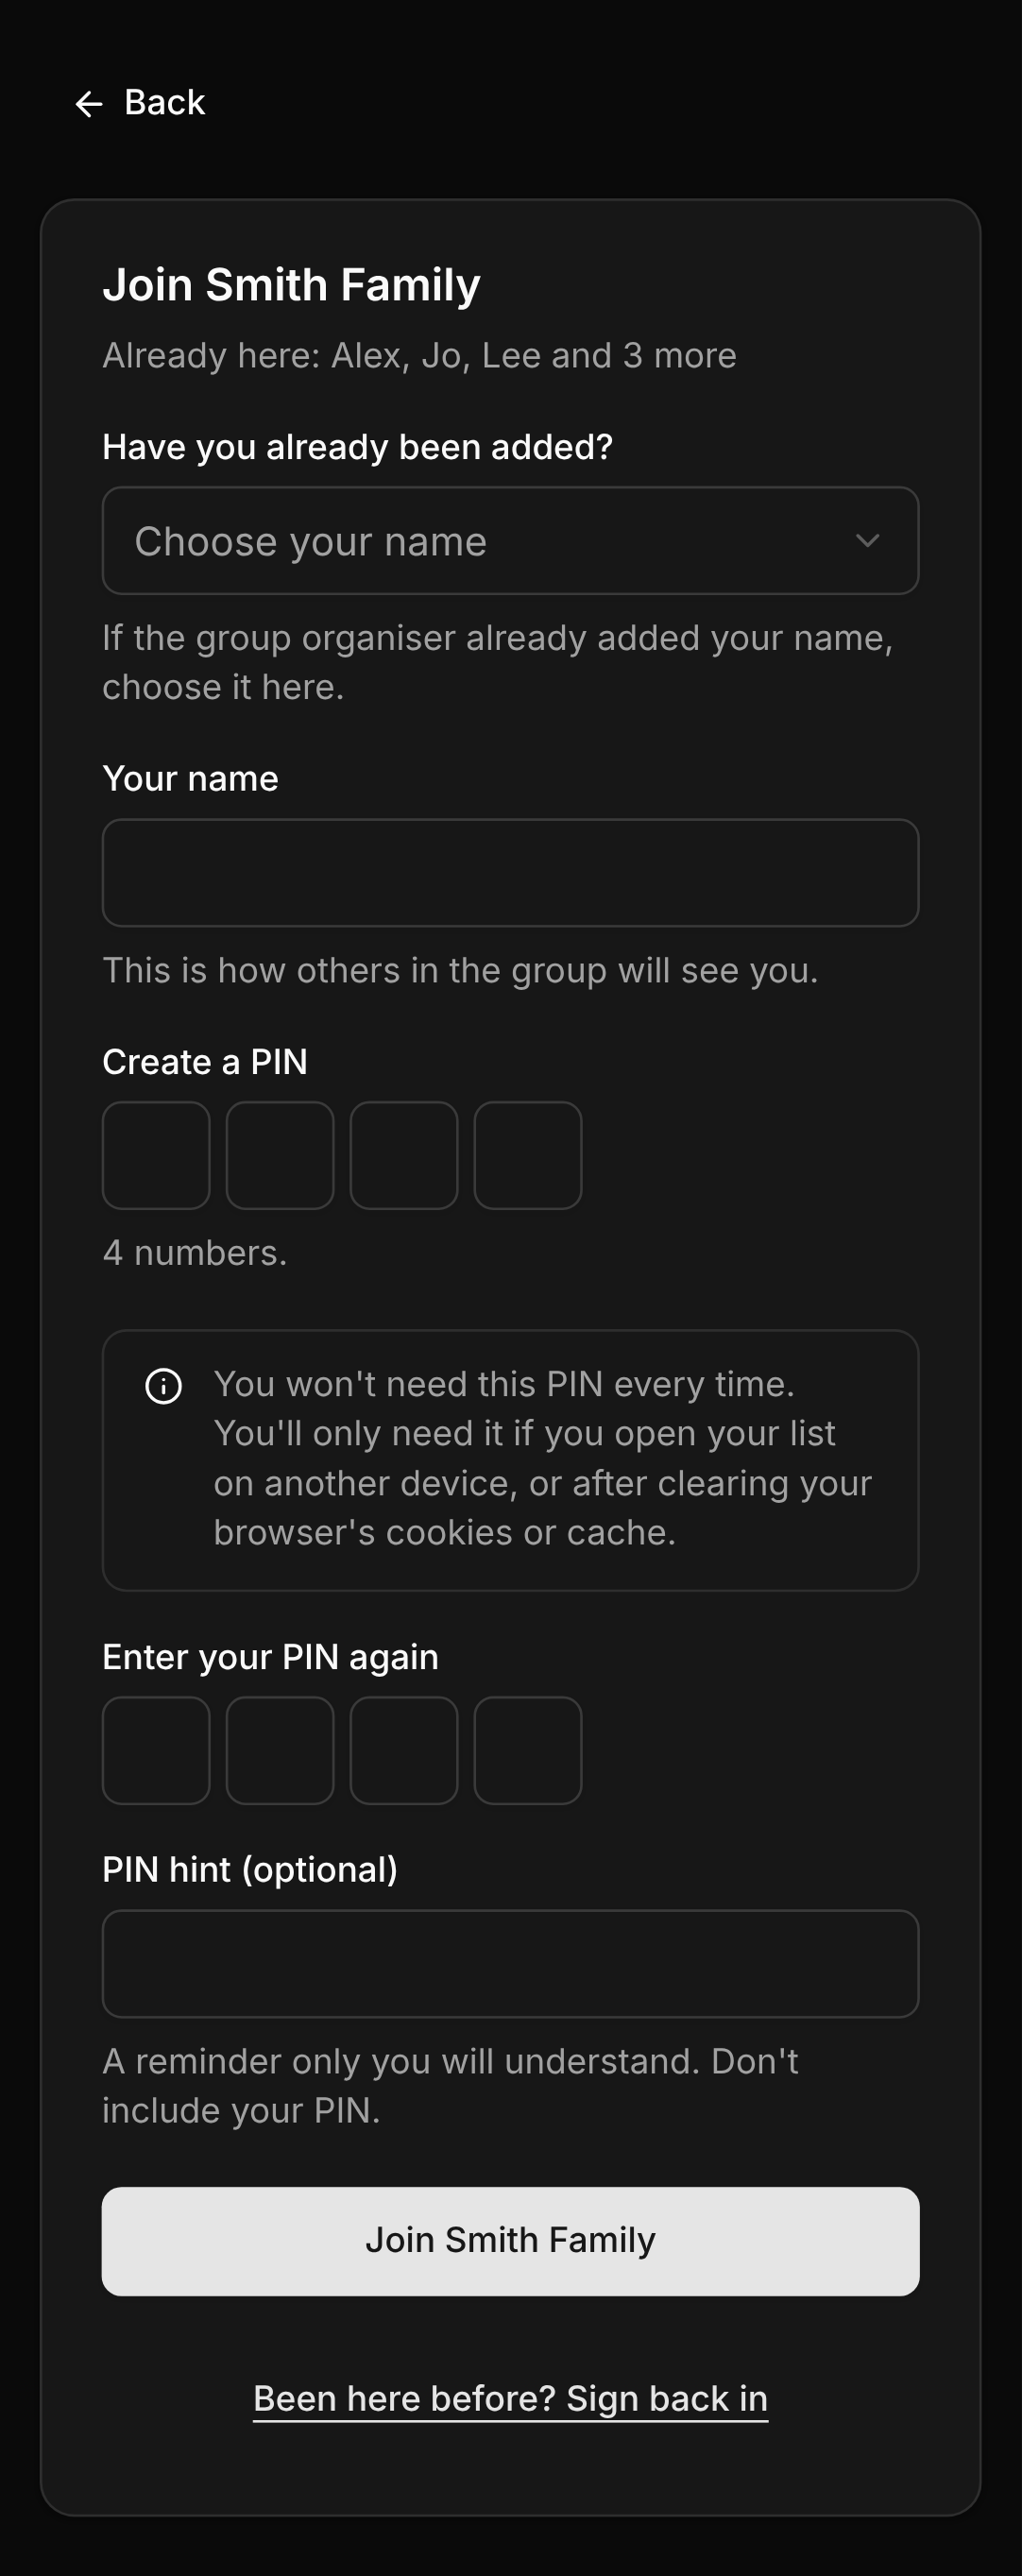 Back
Join Smith Family
Already here: Alex, Jo, Lee and 3 more
Have you already been added?
Choose your name
If the group organiser already added your name,
choose it here.
Your name
This is how others in the group will see you.
Create a PIN
4 numbers.
You won't need this PIN every time.
You'll only need it if you open your list
on another device, or after clearing your
browser's cookies or cache.
Enter your PIN again
PIN hint (optional)
A reminder only you will understand. Don't
include your PIN.
Join Smith Family
Been here before? Sign back in